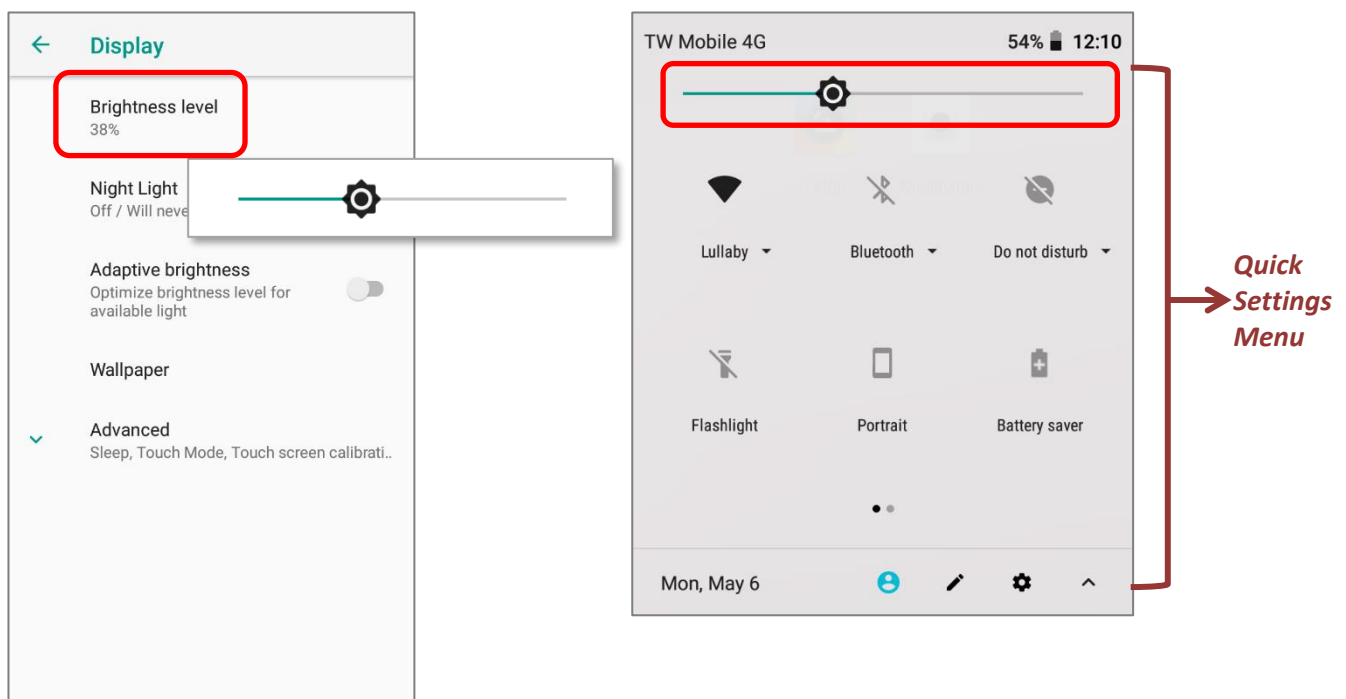 Display
Brightness level
38%
Night Light
Off / Will neve
Adaptive brightness
Optimize brightness level for
available light
Wallpaper
Advanced
Sleep, Touch Mode, Touch screen calibrati..
TW Mobile 4G 54% 12:10
Lullaby Bluetooth Do not disturb
Flashlight Portrait Battery saver
Mon, May 6
Quick
Settings
Menu